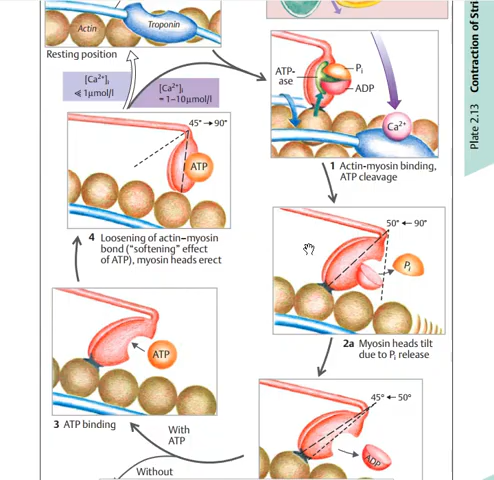 Actin
Troponin
Resting position
[Ca²⁺]ᵢ
≪ 1μmol/l
[Ca²⁺]ᵢ
= 1–10μmol/l
ATP-
ase
Pᵢ
ADP
Ca²⁺
1 Actin-myosin binding,
ATP cleavage
45° → 90°
ATP
4 Loosening of actin–myosin
bond ("softening" effect
of ATP), myosin heads erect
50° ← 90°
Pᵢ
2a Myosin heads tilt
due to Pᵢ release
ATP
3 ATP binding
45° ← 50°
ADP
With
ATP
Without
Plate 2.13 Contraction of Stri